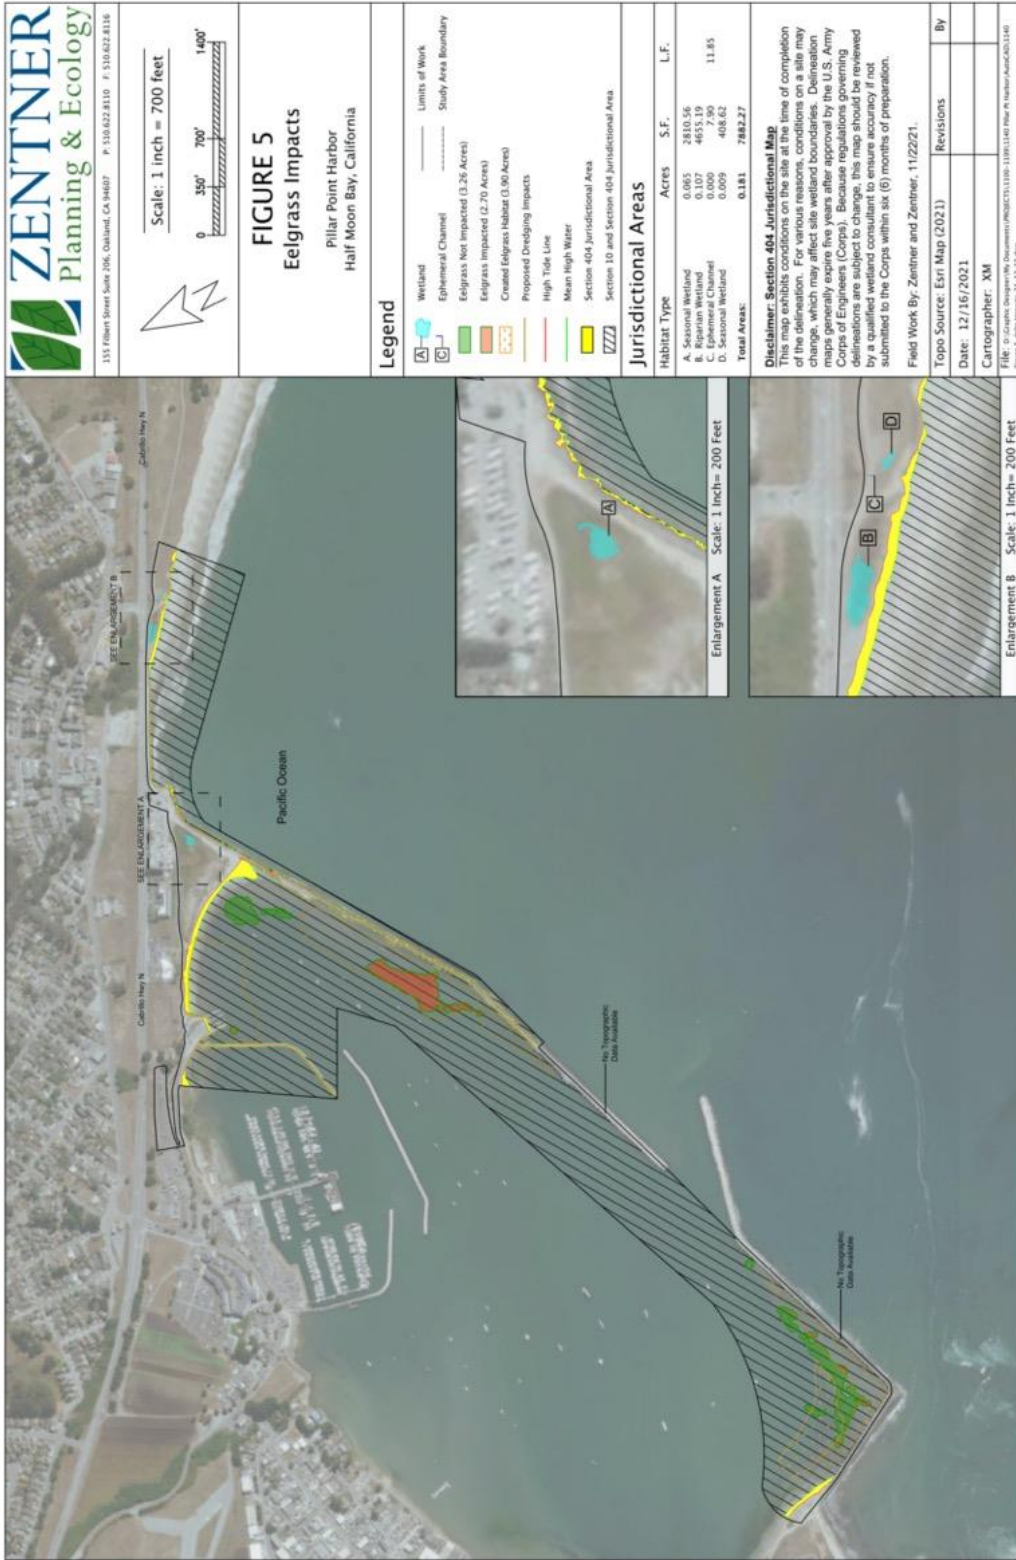 ZENTNER
Planning & Ecology
155 Filbert Street Suite 206, Oakland, CA 94607 P: 510.622.8110 F: 510.622.8116
Scale: 1 inch = 700 feet
0 350' 700' 1400'
FIGURE 5
Eelgrass Impacts
Pillar Point Harbor
Half Moon Bay, California
Legend
A Wetland
C Ephemeral Channel
Eelgrass Not Impacted (3.26 Acres)
Eelgrass Impacted (2.70 Acres)
Created Eelgrass Habitat (3.90 Acres)
Proposed Dredging Impacts
High Tide Line
Mean High Water
Section 404 Jurisdictional Area
Section 10 and Section 404 Jurisdictional Area
Limits of Work
Study Area Boundary
Jurisdictional Areas
Habitat Type Acres S.F. L.F.
A. Seasonal Wetland 0.065 2810.56
B. Riparian Wetland 0.107 4655.19
C. Ephemeral Channel 0.000 7.90 11.85
D. Seasonal Wetland 0.009 408.62
Total Areas: 0.181 7882.27
Disclaimer: Section 404 Jurisdictional Map
This map exhibits conditions on the site at the time of completion
of the delineation. For various reasons, conditions on a site may
change, which may affect site wetland boundaries. Delineation
maps generally expire five years after approval by the U.S. Army
Corps of Engineers (Corps). Because regulations governing
delineations are subject to change, this map should be reviewed
by a qualified wetland consultant to ensure accuracy if not
submitted to the Corps within six (6) months of preparation.
Field Work By: Zentner and Zentner, 11/22/21.
Topo Source: Esri Map (2021)
Revisions By
Date: 12/16/2021
Cartographer: XM
File:
SEE ENLARGEMENT B
Cabrillo Hwy N
SEE ENLARGEMENT A
Cabrillo Hwy N
Pacific Ocean
No Topographic
Data Available
No Topographic
Data Available
A
Enlargement A Scale: 1 Inch= 200 Feet
B
C
D
Enlargement B Scale: 1 Inch= 200 Feet